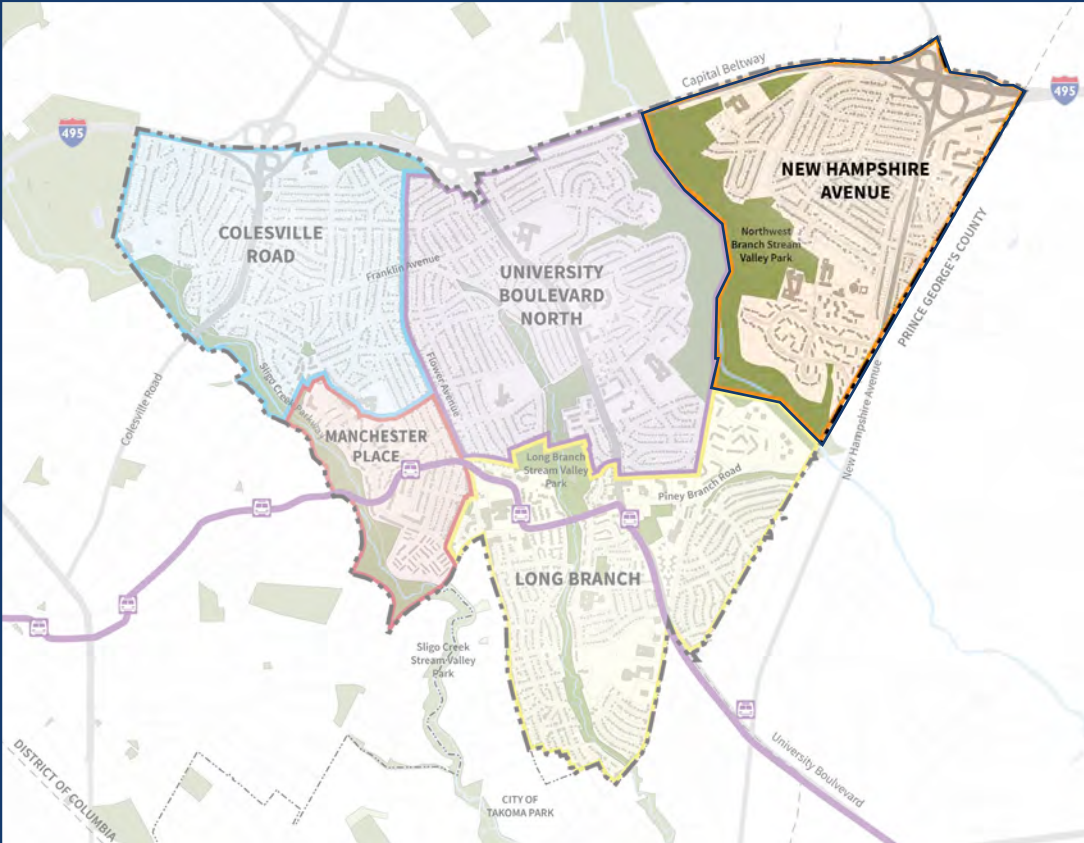 Capital Beltway
495
495
NEW HAMPSHIRE
AVENUE
COLESVILLE
ROAD
Franklin Avenue
UNIVERSITY
BOULEVARD
NORTH
Northwest
Branch Stream
Valley Park
PRINCE GEORGE'S COUNTY
Flower Avenue
Sligo Creek Parkway
Colesville Road
New Hampshire Avenue
MANCHESTER
PLACE
Long Branch
Stream Valley
Park
Piney Branch Road
LONG BRANCH
Sligo Creek
Stream Valley
Park
University Boulvevard
DISTRICT OF COLUMBIA
CITY OF
TAKOMA PARK